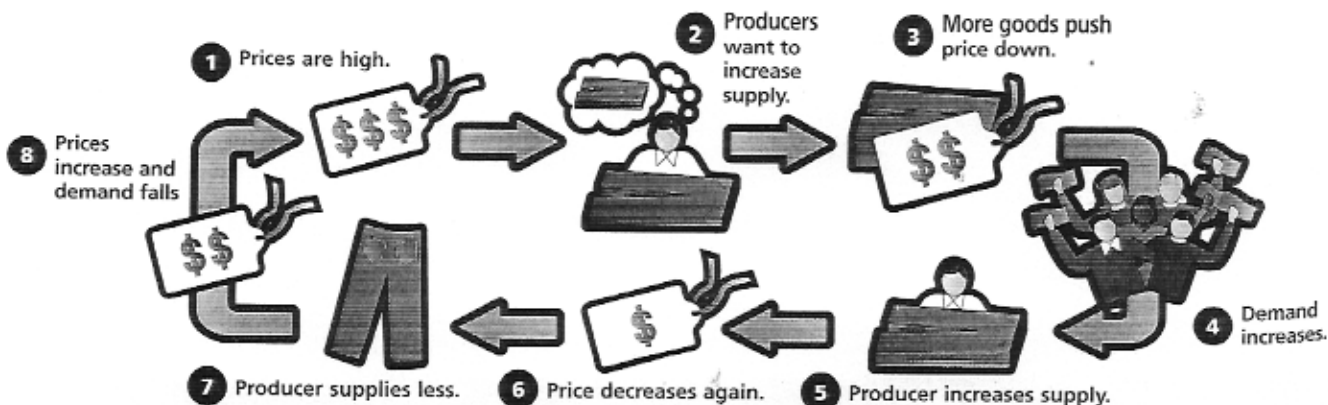 1 Prices are high.
2 Producers
want to
increase
supply.
3 More goods push
price down.
$$$
$$
8 Prices
increase and
demand falls
$$
$
4 Demand
increases.
7 Producer supplies less.
6 Price decreases again.
5 Producer increases supply.